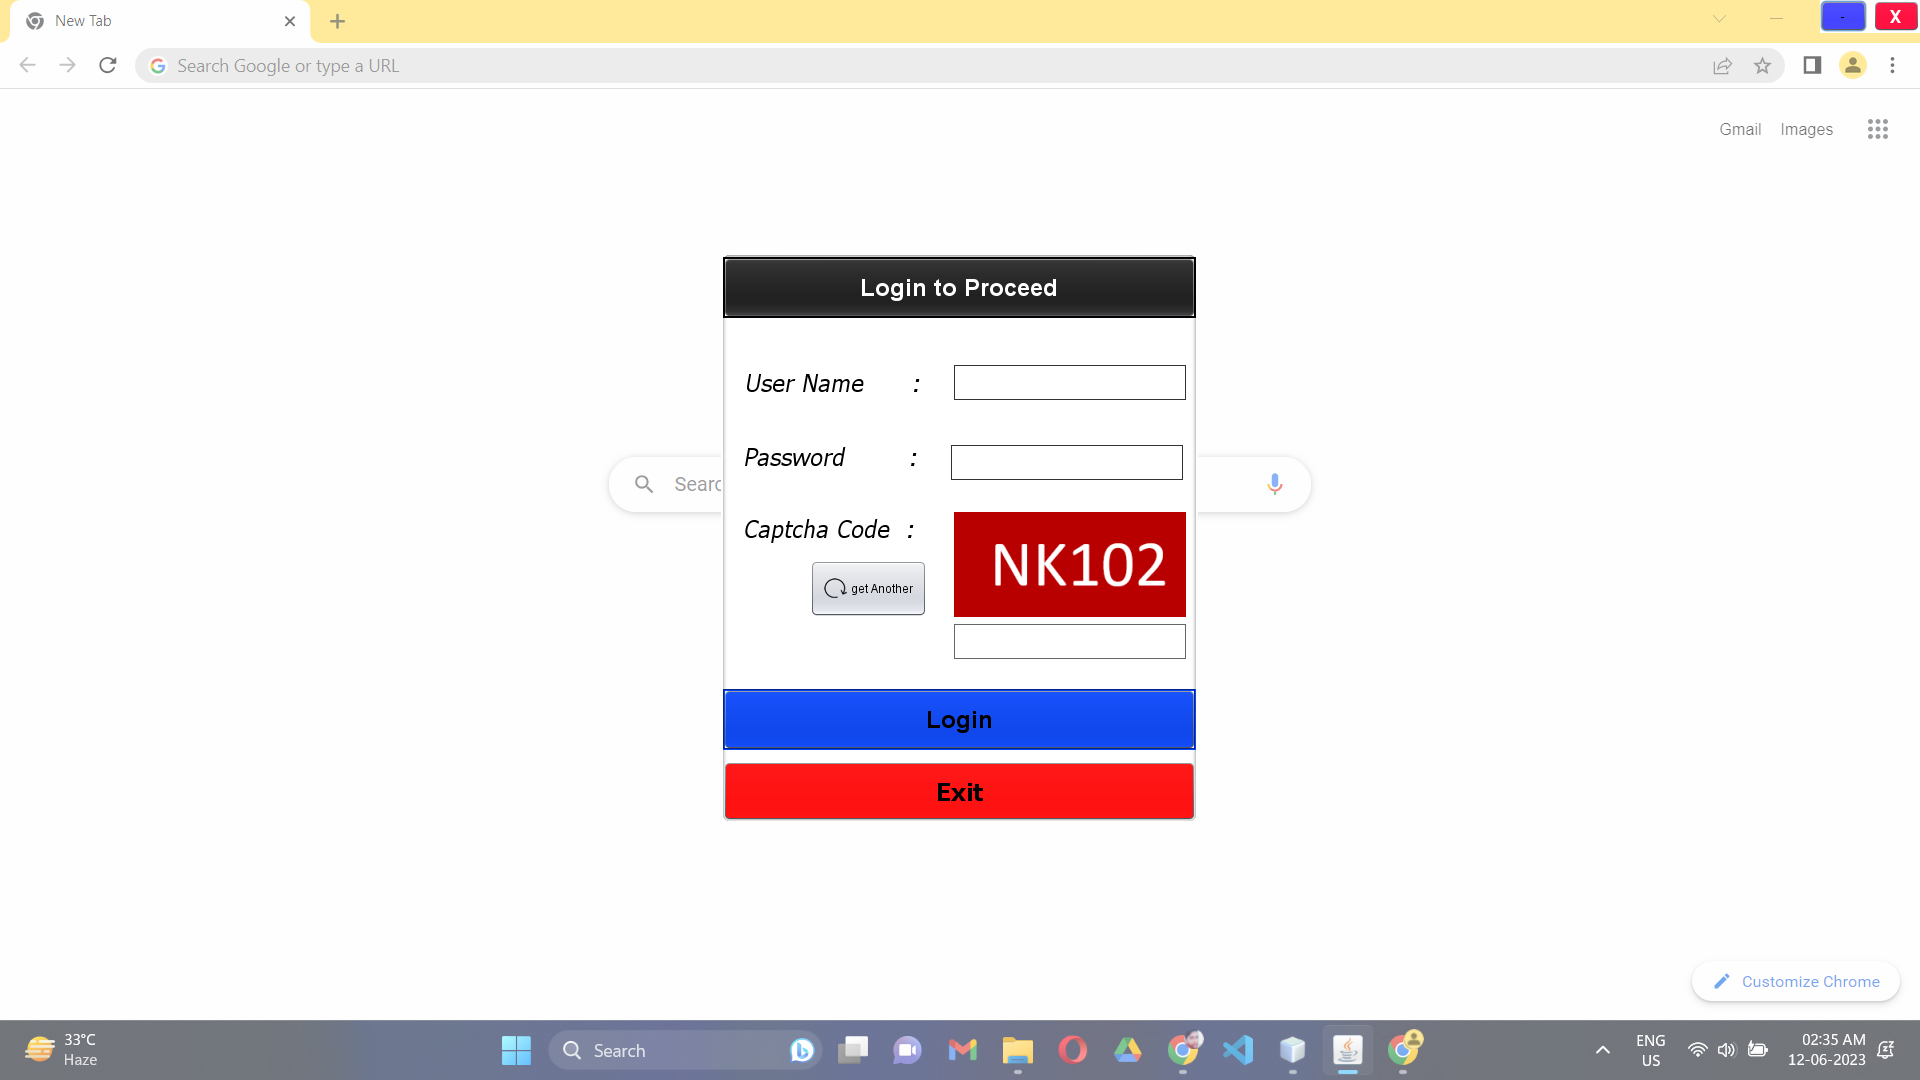 New Tab
- X
Search Google or type a URL
Gmail Images
Login to Proceed
User Name :
Password :
Searc
Captcha Code :
NK102
get Another
Login
Exit
Customize Chrome
33°C
Haze
Search
ENG
US
02:35 AM
12-06-2023